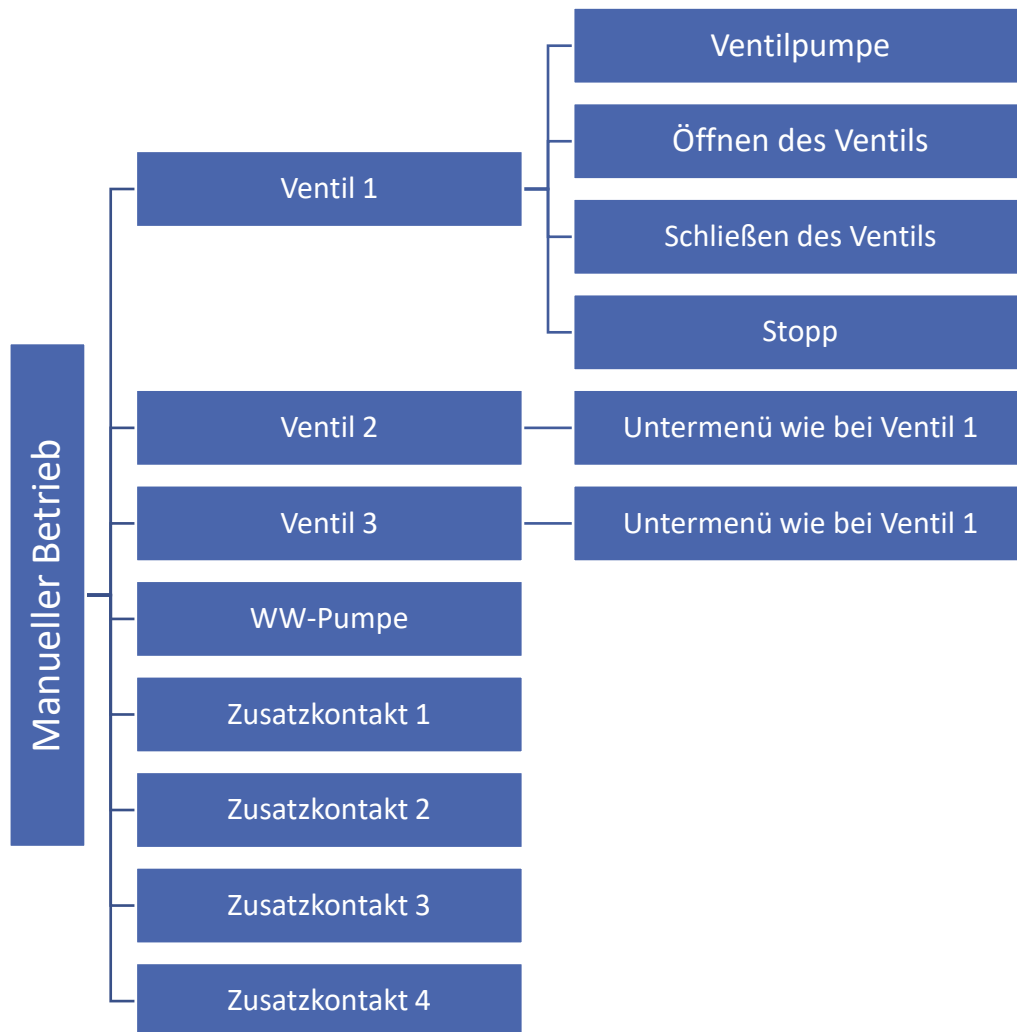 Manueller Betrieb
Ventil 1
Ventilpumpe
Öffnen des Ventils
Schließen des Ventils
Stopp
Ventil 2
Untermenü wie bei Ventil 1
Ventil 3
Untermenü wie bei Ventil 1
WW-Pumpe
Zusatzkontakt 1
Zusatzkontakt 2
Zusatzkontakt 3
Zusatzkontakt 4